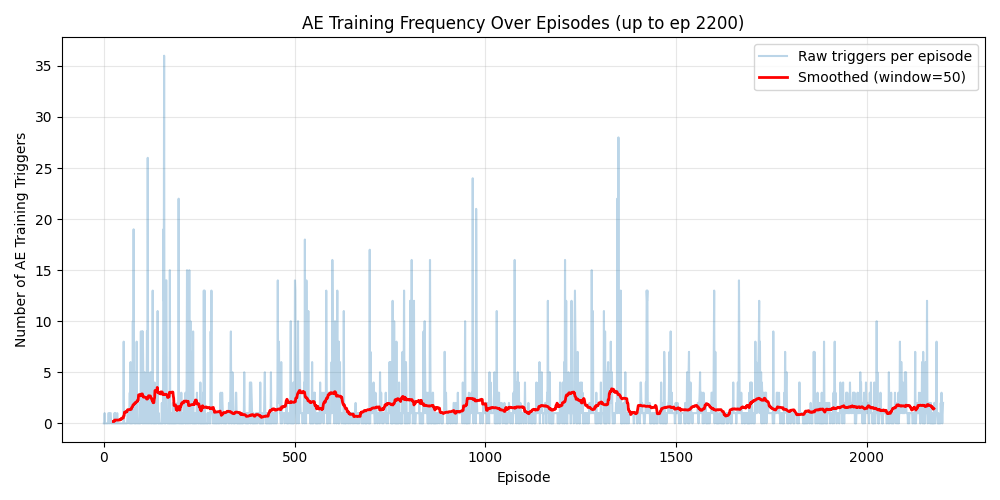 AE Training Frequency Over Episodes (up to ep 2200)
Raw triggers per episode
Smoothed (window=50)
Number of AE Training Triggers
35
30
25
20
15
10
5
0
0 500 1000 1500 2000
Episode